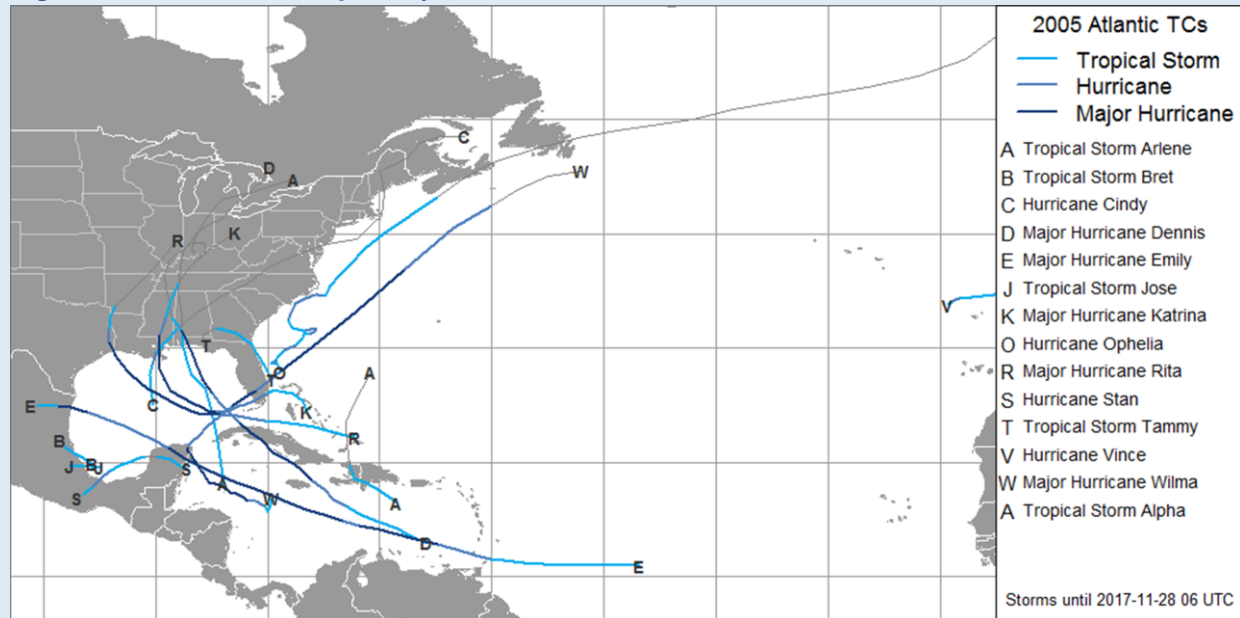 2005 Atlantic TCs
Tropical Storm
Hurricane
Major Hurricane
A Tropical Storm Arlene
B Tropical Storm Bret
C Hurricane Cindy
D Major Hurricane Dennis
E Major Hurricane Emily
J Tropical Storm Jose
K Major Hurricane Katrina
O Hurricane Ophelia
R Major Hurricane Rita
S Hurricane Stan
T Tropical Storm Tammy
V Hurricane Vince
W Major Hurricane Wilma
A Tropical Storm Alpha
Storms until 2017-11-28 06 UTC
C
D
A
W
R
K
V
T
O
T
A
E
C
K
B
R
J
B
J
S
S
A
W
A
D
E